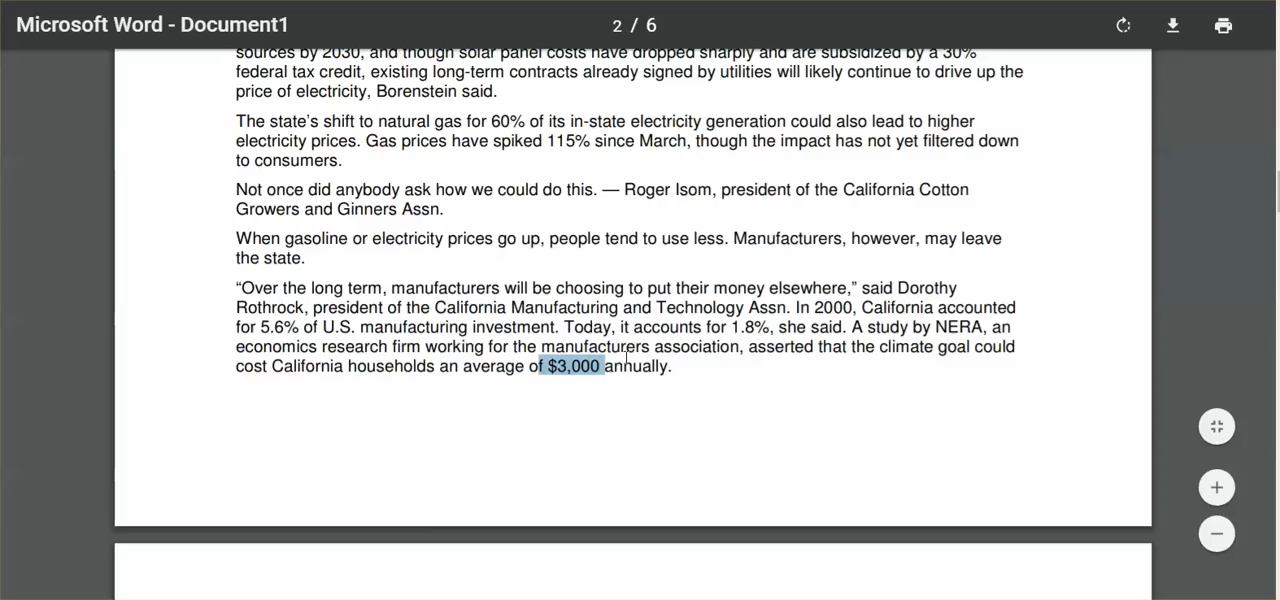 Microsoft Word - Document1
2 / 6
sources by 2030, and though solar panel costs have dropped sharply and are subsidized by a 30%
federal tax credit, existing long-term contracts already signed by utilities will likely continue to drive up the
price of electricity, Borenstein said.
The state’s shift to natural gas for 60% of its in-state electricity generation could also lead to higher
electricity prices. Gas prices have spiked 115% since March, though the impact has not yet filtered down
to consumers.
Not once did anybody ask how we could do this. — Roger Isom, president of the California Cotton
Growers and Ginners Assn.
When gasoline or electricity prices go up, people tend to use less. Manufacturers, however, may leave
the state.
“Over the long term, manufacturers will be choosing to put their money elsewhere,” said Dorothy
Rothrock, president of the California Manufacturing and Technology Assn. In 2000, California accounted
for 5.6% of U.S. manufacturing investment. Today, it accounts for 1.8%, she said. A study by NERA, an
economics research firm working for the manufacturers association, asserted that the climate goal could
cost California households an average of $3,000 annually.